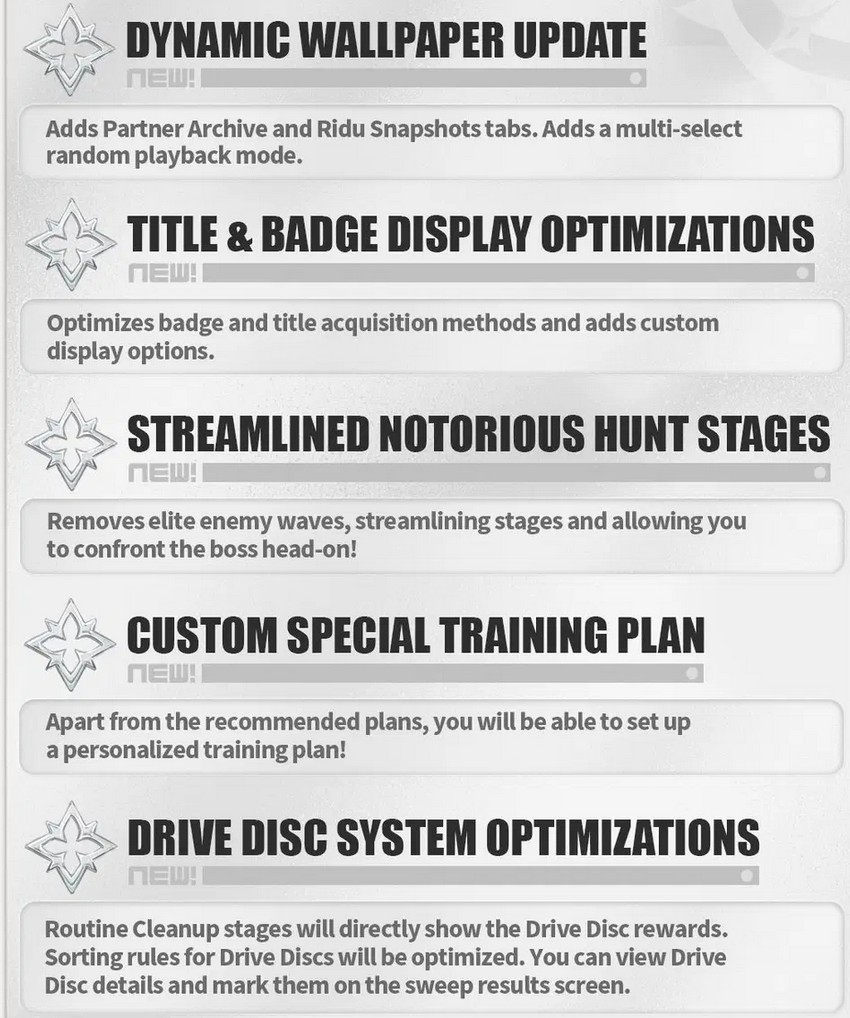 DYNAMIC WALLPAPER UPDATE
NEW!
Adds Partner Archive and Ridu Snapshots tabs. Adds a multi-select
random playback mode.
TITLE & BADGE DISPLAY OPTIMIZATIONS
NEW!
Optimizes badge and title acquisition methods and adds custom
display options.
STREAMLINED NOTORIOUS HUNT STAGES
NEW!
Removes elite enemy waves, streamlining stages and allowing you
to confront the boss head-on!
CUSTOM SPECIAL TRAINING PLAN
NEW!
Apart from the recommended plans, you will be able to set up
a personalized training plan!
DRIVE DISC SYSTEM OPTIMIZATIONS
NEW!
Routine Cleanup stages will directly show the Drive Disc rewards.
Sorting rules for Drive Discs will be optimized. You can view Drive
Disc details and mark them on the sweep results screen.